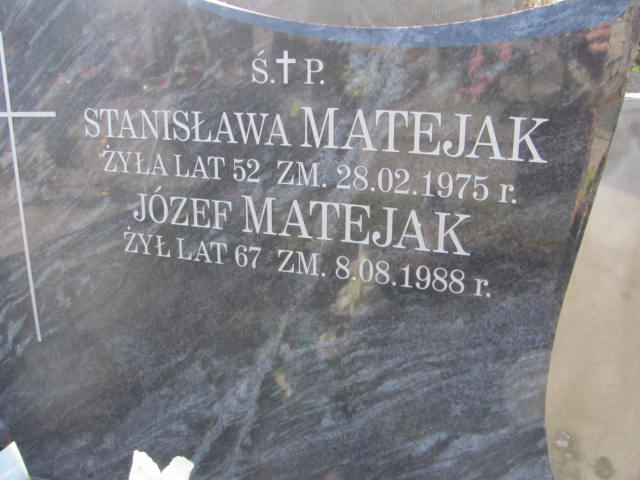 Ś.✝P.
STANISŁAWA MATEJAK
ŻYŁA LAT 52 ZM. 28.02.1975 r.
JÓZEF MATEJAK
ŻYŁ LAT 67 ZM. 8.08.1988 r.